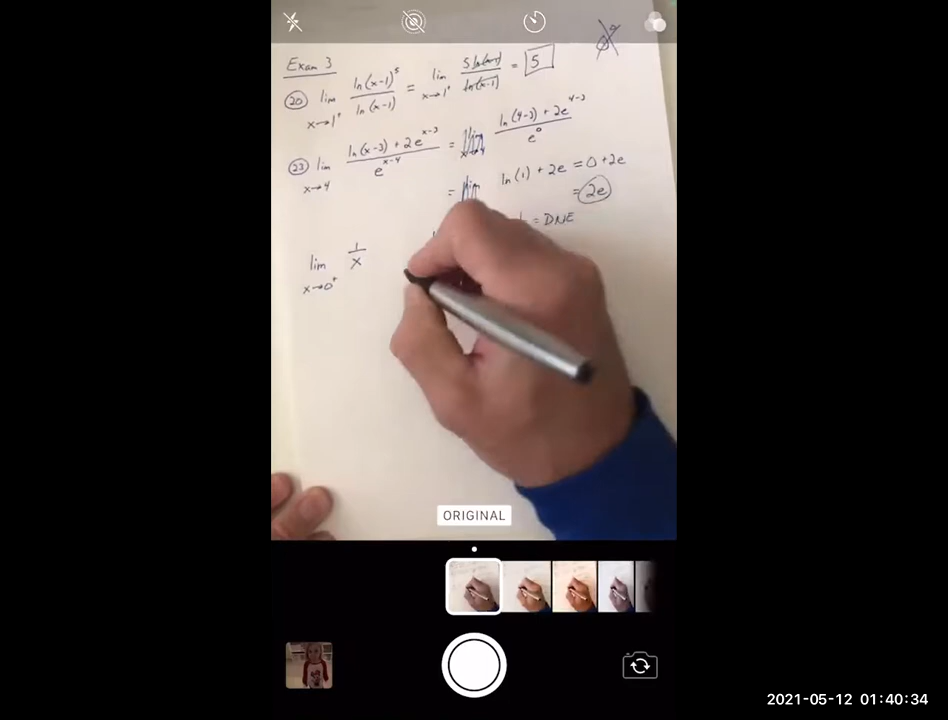 Exam 3
20 lim x→1⁺ ln(x-1)⁵ / ln(x-1) = lim x→1⁺ 5 ln(x-1) / ln(x-1) = 5
23 lim x→4 ln(x-3) + 2e^(x-3) / e^(x-4) = lim x→4 ln(4-3) + 2e^(4-3) / e⁰
= lim ln(1) + 2e = 0 + 2e
= 2e
= DNE
lim x→0⁺ 1/x
ORIGINAL
2021-05-12 01:40:34